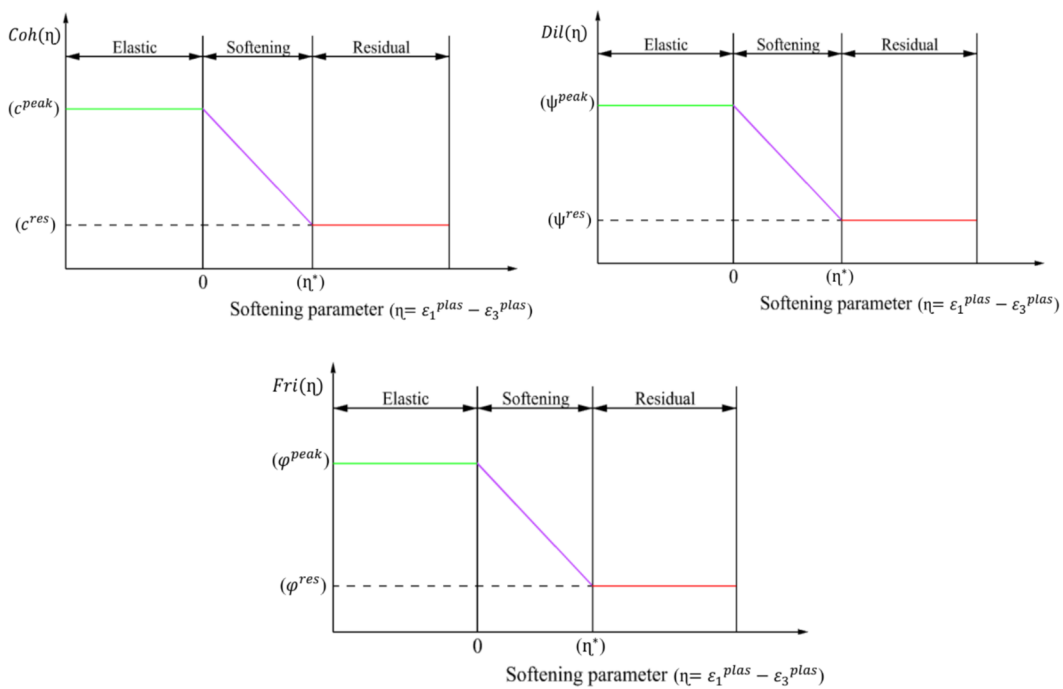 Coh(η)
Elastic Softening Residual
(c^peak)
(c^res)
0 (η*)
Softening parameter (η= ε₁^plas − ε₃^plas)
Dil(η)
Elastic Softening Residual
(ψ^peak)
(ψ^res)
0 (η*)
Softening parameter (η= ε₁^plas − ε₃^plas)
Fri(η)
Elastic Softening Residual
(φ^peak)
(φ^res)
0 (η*)
Softening parameter (η= ε₁^plas − ε₃^plas)